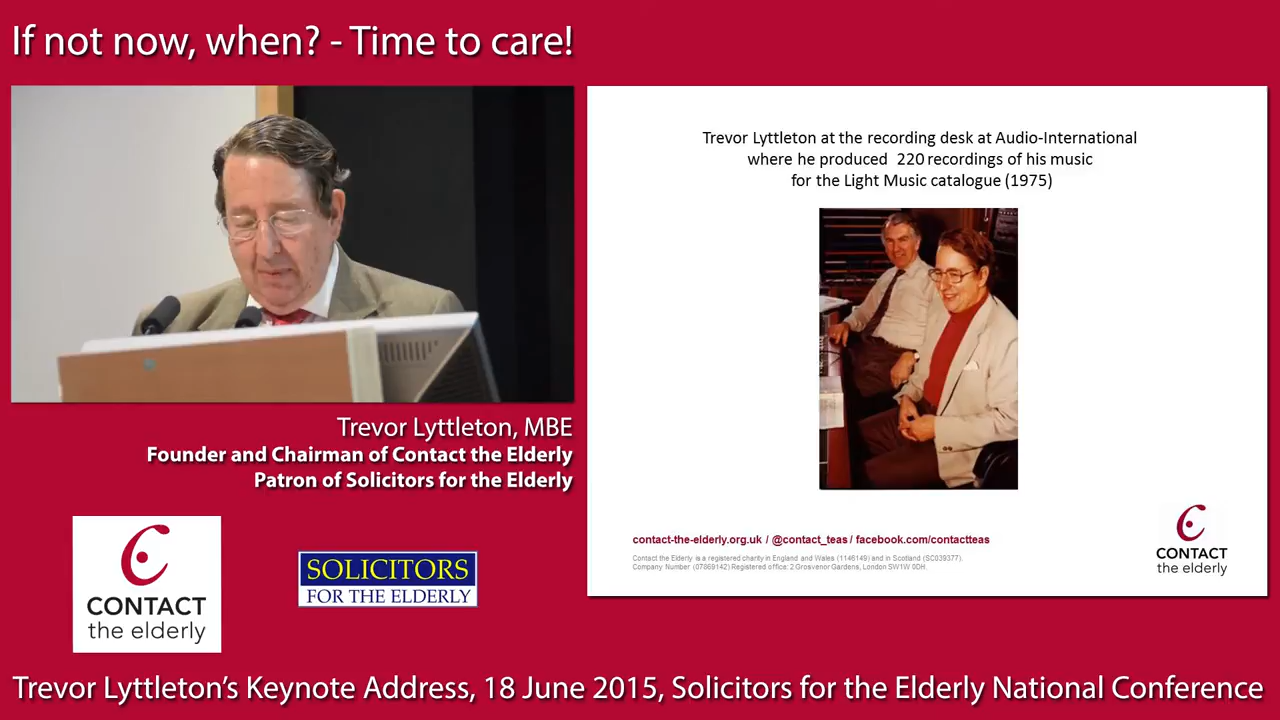 If not now, when? - Time to care!
Trevor Lyttleton at the recording desk at Audio-International
where he produced 220 recordings of his music
for the Light Music catalogue (1975)
Trevor Lyttleton, MBE
Founder and Chairman of Contact the Elderly
Patron of Solicitors for the Elderly
CONTACT
the elderly
SOLICITORS
FOR THE ELDERLY
contact-the-elderly.org.uk / @contact_teas / facebook.com/contactteas
Contact the Elderly is a registered charity in England and Wales (1146149) and in Scotland (SC039377).
Company Number (07869142) Registered office: 2 Grosvenor Gardens, London SW1W 0DH.
CONTACT
the elderly
Trevor Lyttleton's Keynote Address, 18 June 2015, Solicitors for the Elderly National Conference